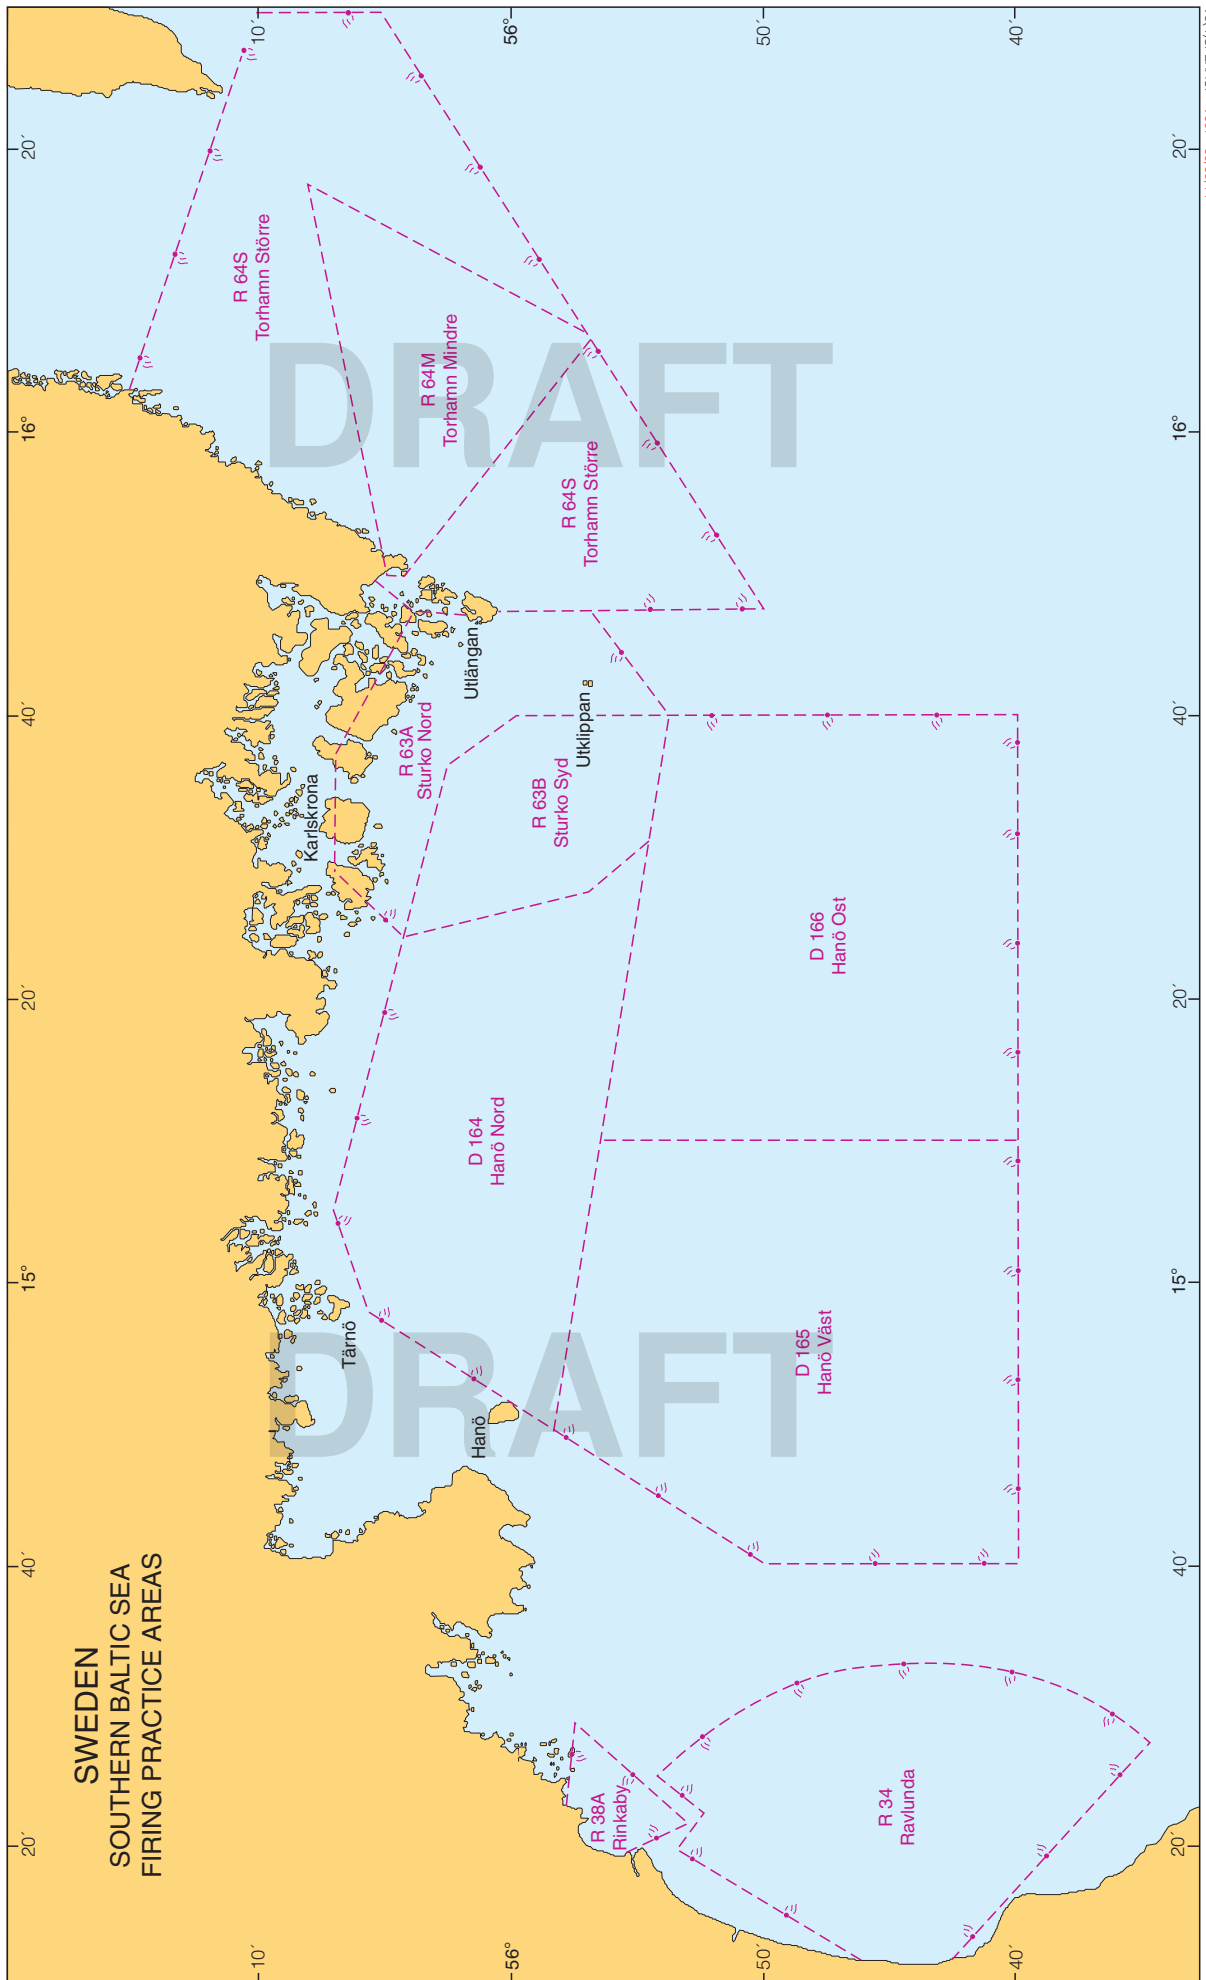 SWEDEN
SOUTHERN BALTIC SEA
FIRING PRACTICE AREAS
20´
40´
15°
20´
40´
16°
20´
10´
10´
56°
56°
50´
50´
40´
40´
20´
40´
15°
20´
40´
16°
20´
Karlskrona
Tärnö
Hanö
Utlängan
Utklippan
R 64S
Torhamn Större
R 64M
Torhamn Mindre
R 64S
Torhamn Större
R 63A
Sturko Nord
R 63B
Sturko Syd
D 164
Hanö Nord
D 166
Hanö Ost
D 165
Hanö Väst
R 38A
Rinkaby
R 34
Ravlunda
DRAFT
DRAFT